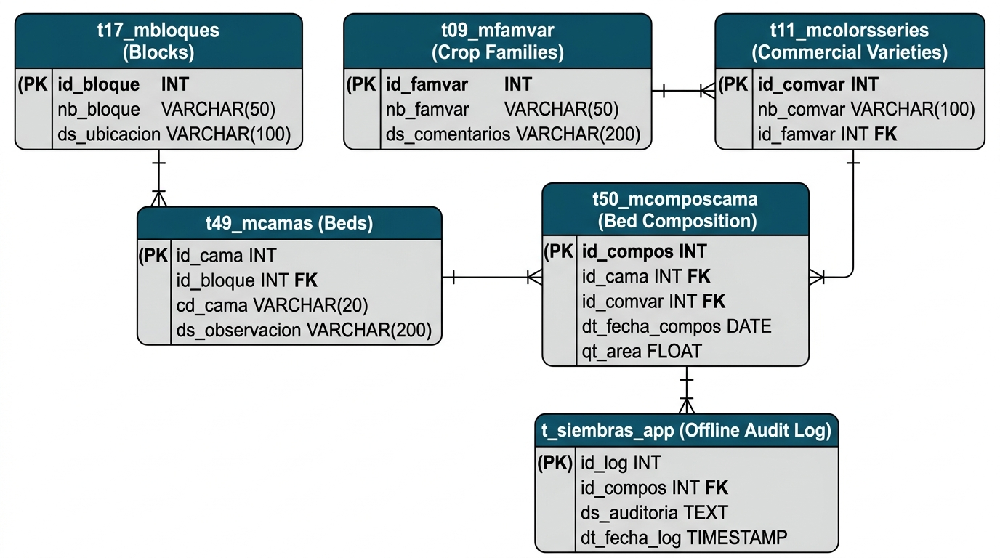 t17_mbloques
(Blocks)
(PK id_bloque INT
nb_bloque VARCHAR(50)
ds_ubicacion VARCHAR(100)
t09_mfamvar
(Crop Families)
(PK id_famvar INT
nb_famvar VARCHAR(50)
ds_comentarios VARCHAR(200)
t11_mcolorsseries
(Commercial Varieties)
(PK id_comvar INT
nb_comvar VARCHAR(100)
id_famvar INT FK
t49_mcamas (Beds)
(PK id_cama INT
id_bloque INT FK
cd_cama VARCHAR(20)
ds_observacion VARCHAR(200)
t50_mcomposcama
(Bed Composition)
(PK id_compos INT
id_cama INT FK
id_comvar INT FK
dt_fecha_compos DATE
qt_area FLOAT
t_siembras_app (Offline Audit Log)
(PK) id_log INT
id_compos INT FK
ds_auditoria TEXT
dt_fecha_log TIMESTAMP